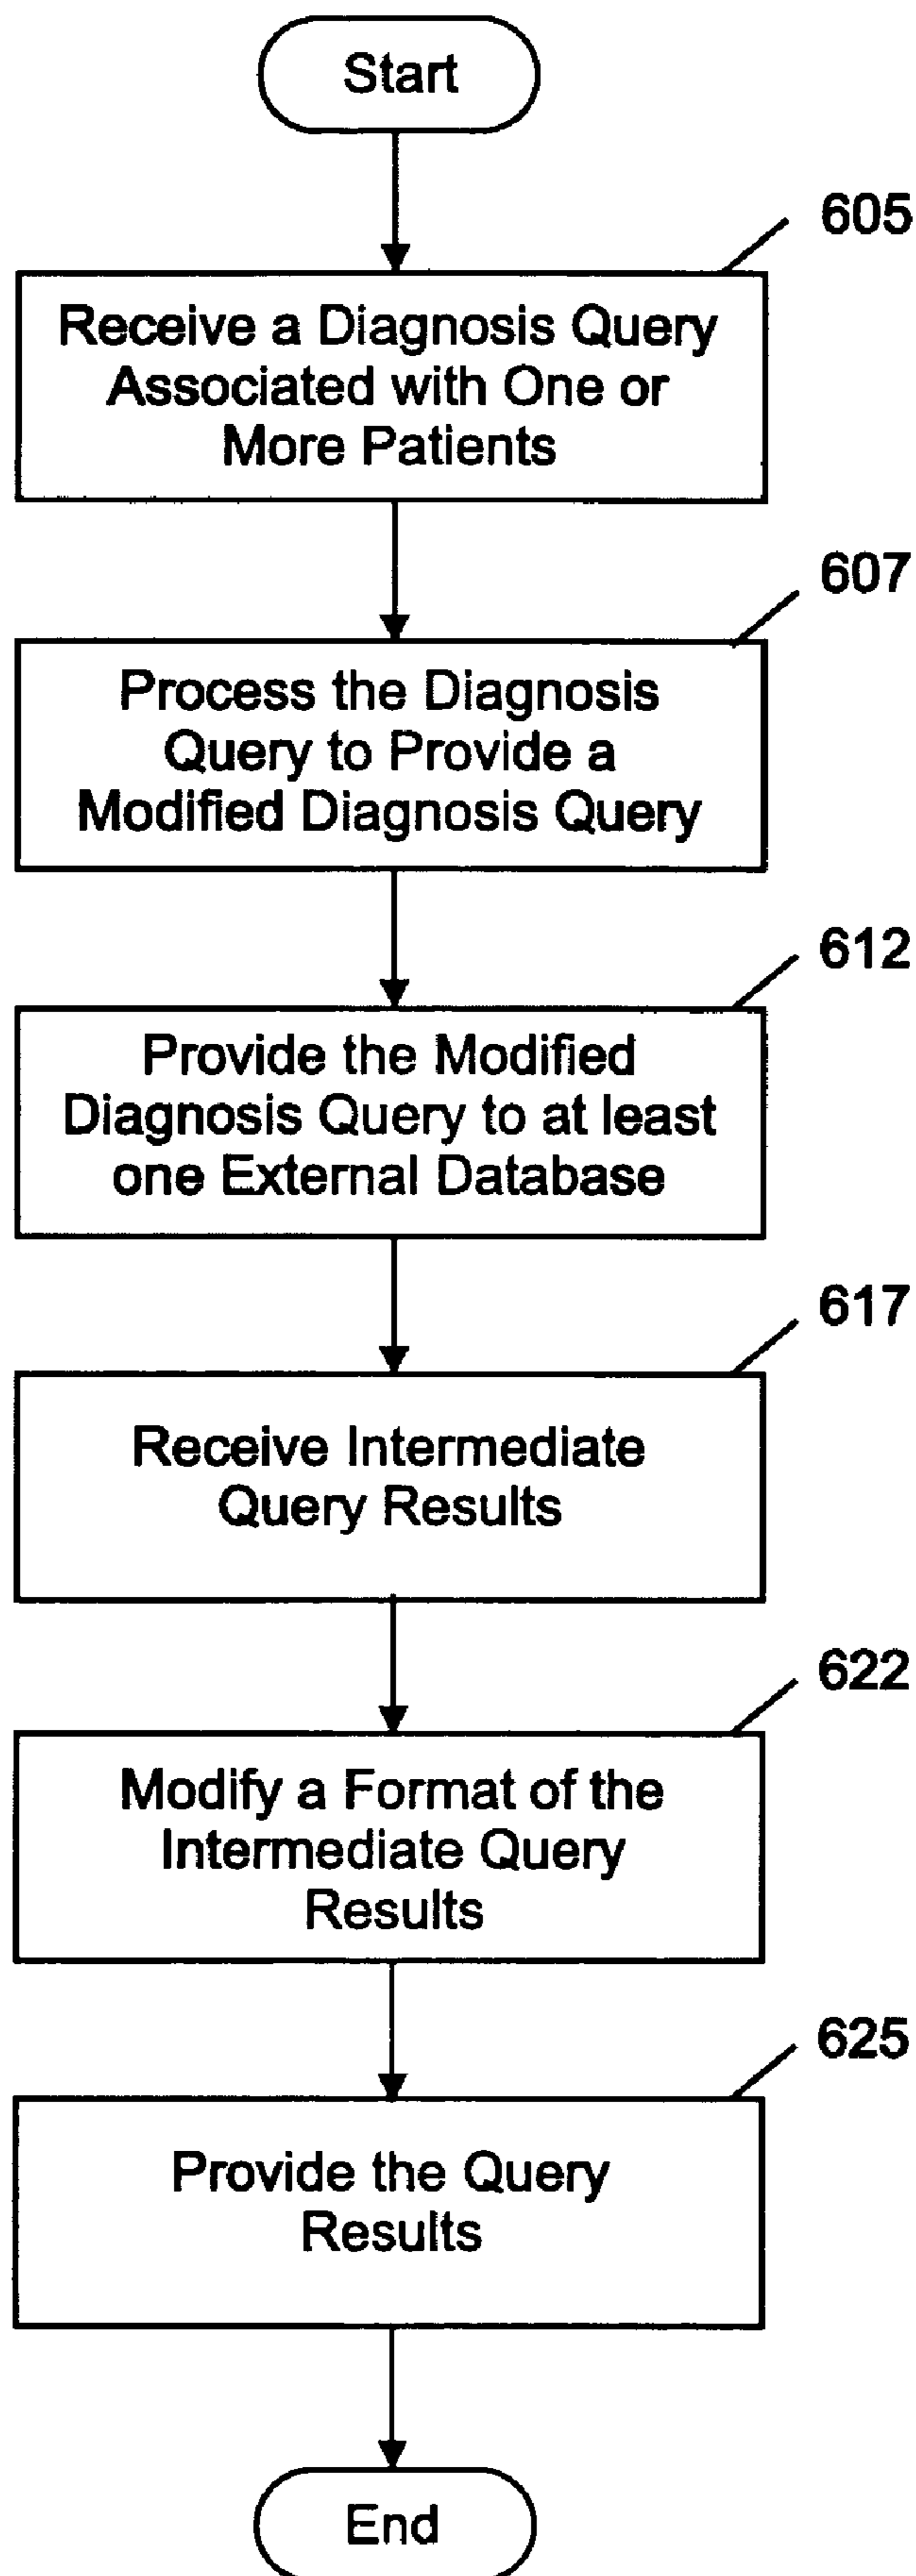 Start
605
Receive a Diagnosis Query
Associated with One or
More Patients
607
Process the Diagnosis
Query to Provide a
Modified Diagnosis Query
612
Provide the Modified
Diagnosis Query to at least
one External Database
617
Receive Intermediate
Query Results
622
Modify a Format of the
Intermediate Query
Results
625
Provide the Query
Results
End